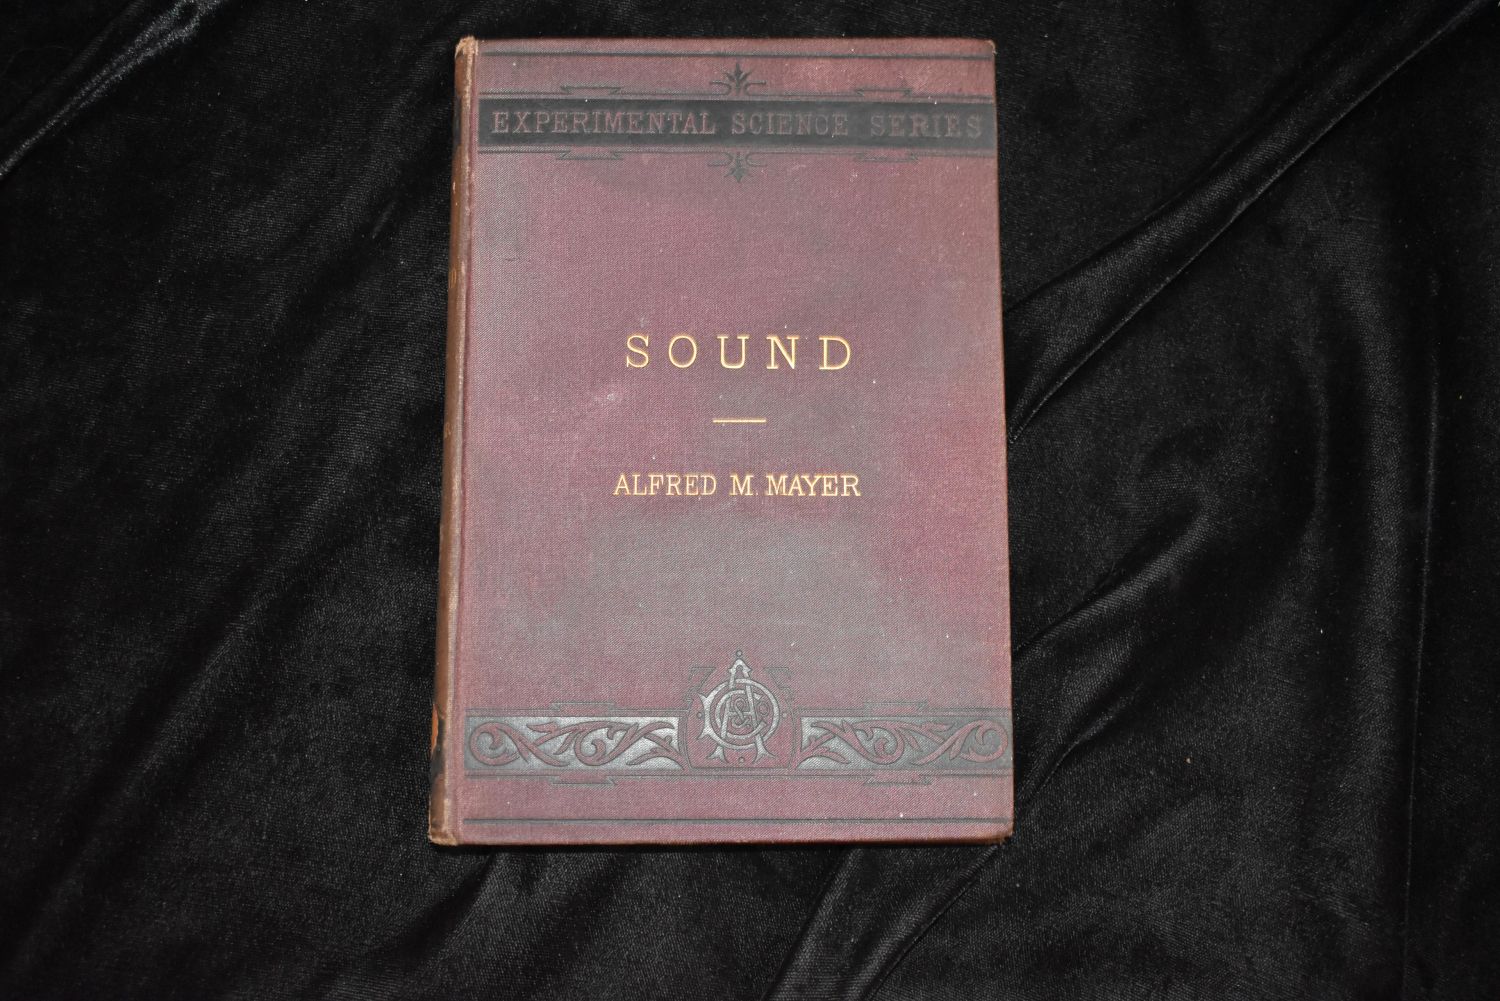 EXPERIMENTAL SCIENCE SERIES
SOUND
ALFRED M. MAYER